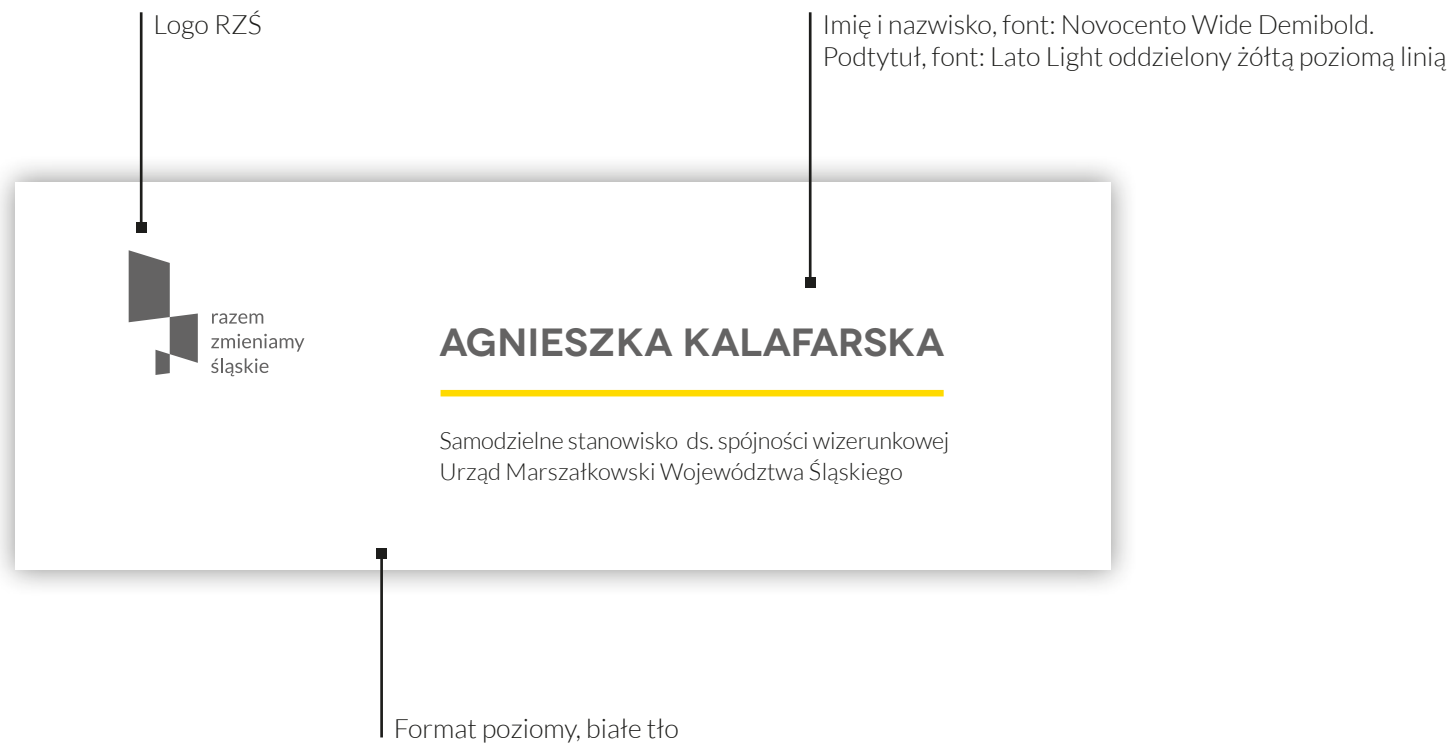 Logo RZŚ
Imię i nazwisko, font: Novocento Wide Demibold.
Podtytuł, font: Lato Light oddzielony żółtą poziomą linią
razem
zmieniamy
śląskie
AGNIESZKA KALAFARSKA
Samodzielne stanowisko ds. spójności wizerunkowej
Urząd Marszałkowski Województwa Śląskiego
Format poziomy, białe tło